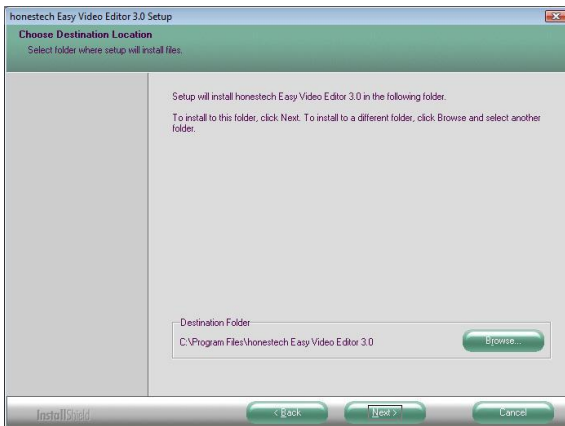 honestech Easy Video Editor 3.0 Setup
Choose Destination Location
Select folder where setup will install files.
Setup will install honestech Easy Video Editor 3.0 in the following folder.
To install to this folder, click Next. To install to a different folder, click Browse and select another
folder.
Destination Folder
C:\Program Files\honestech Easy Video Editor 3.0
Browse...
InstallShield
< Back
Next >
Cancel